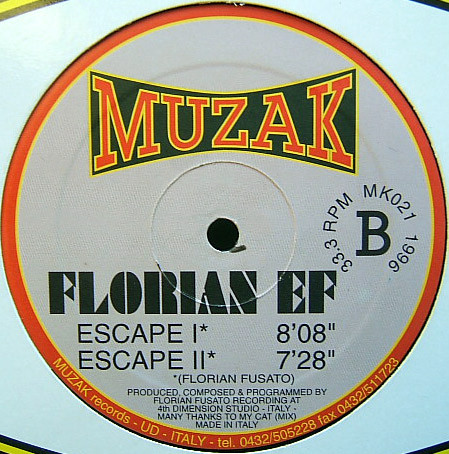 MUZAK
33.3 RPM MK021 1996
B
FLORIAN EF
ESCAPE I* 8'08"
ESCAPE II* 7'28"
*(FLORIAN FUSATO)
PRODUCED, COMPOSED & PROGRAMMED BY
FLORIAN FUSATO RECORDING AT
4th DIMENSION STUDIO - ITALY -
MANY THANKS TO MY CAT (MIX)
MADE IN ITALY
MUZAK records - UD - ITALY - tel. 0432/505228 fax 0432/511723